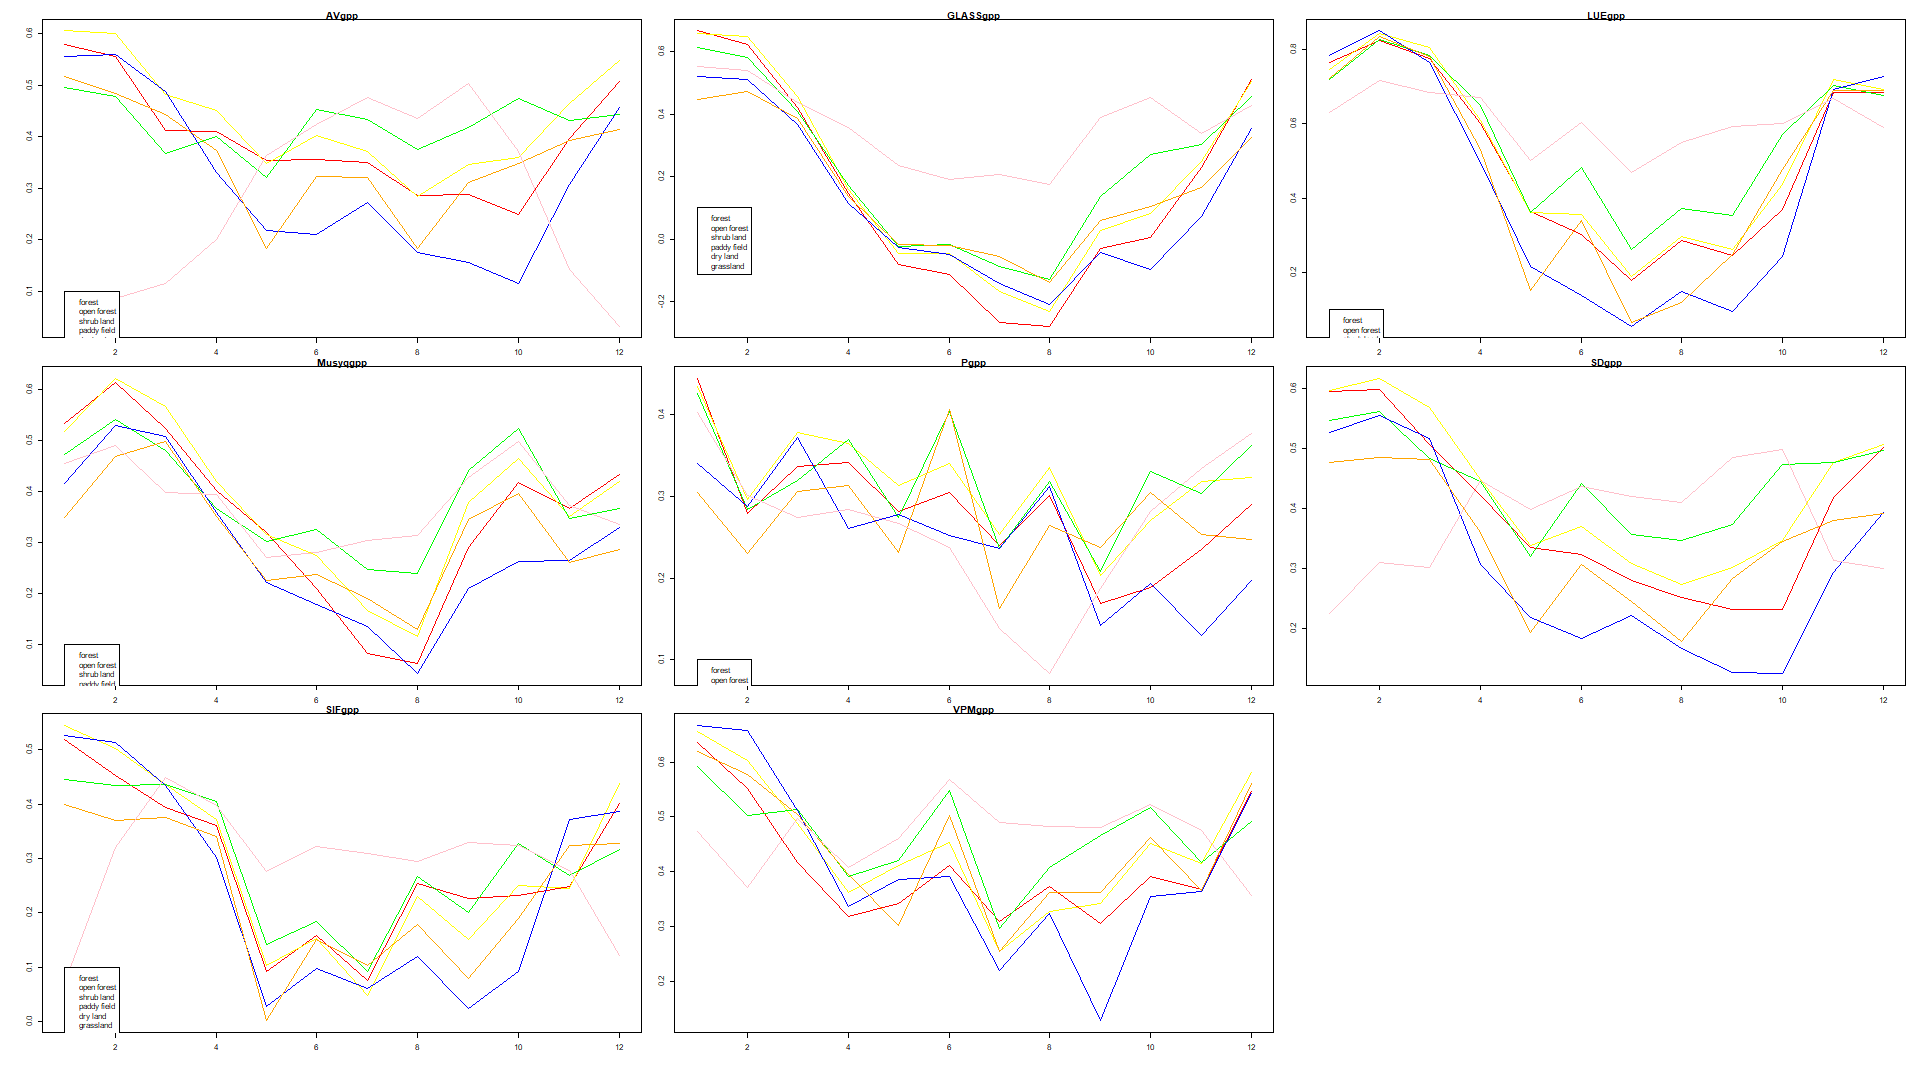 AVgpp
0.6
0.5
0.4
0.3
0.2
0.1
forest
open forest
shrub land
paddy field
2 4 6 8 10 12
GLASSgpp
0.6
0.4
0.2
0.0
-0.2
forest
open forest
shrub land
paddy field
dry land
grassland
2 4 6 8 10 12
LUEgpp
0.8
0.6
0.4
0.2
forest
open forest
2 4 6 8 10 12
Musyqgpp
0.6
0.5
0.4
0.3
0.2
0.1
forest
open forest
shrub land
paddy field
2 4 6 8 10 12
Pgpp
0.4
0.3
0.2
0.1
forest
open forest
2 4 6 8 10 12
SDgpp
0.6
0.5
0.4
0.3
0.2
2 4 6 8 10 12
SIFgpp
0.5
0.4
0.3
0.2
0.1
0.0
forest
open forest
shrub land
paddy field
dry land
grassland
2 4 6 8 10 12
VPMgpp
0.6
0.5
0.4
0.3
0.2
2 4 6 8 10 12